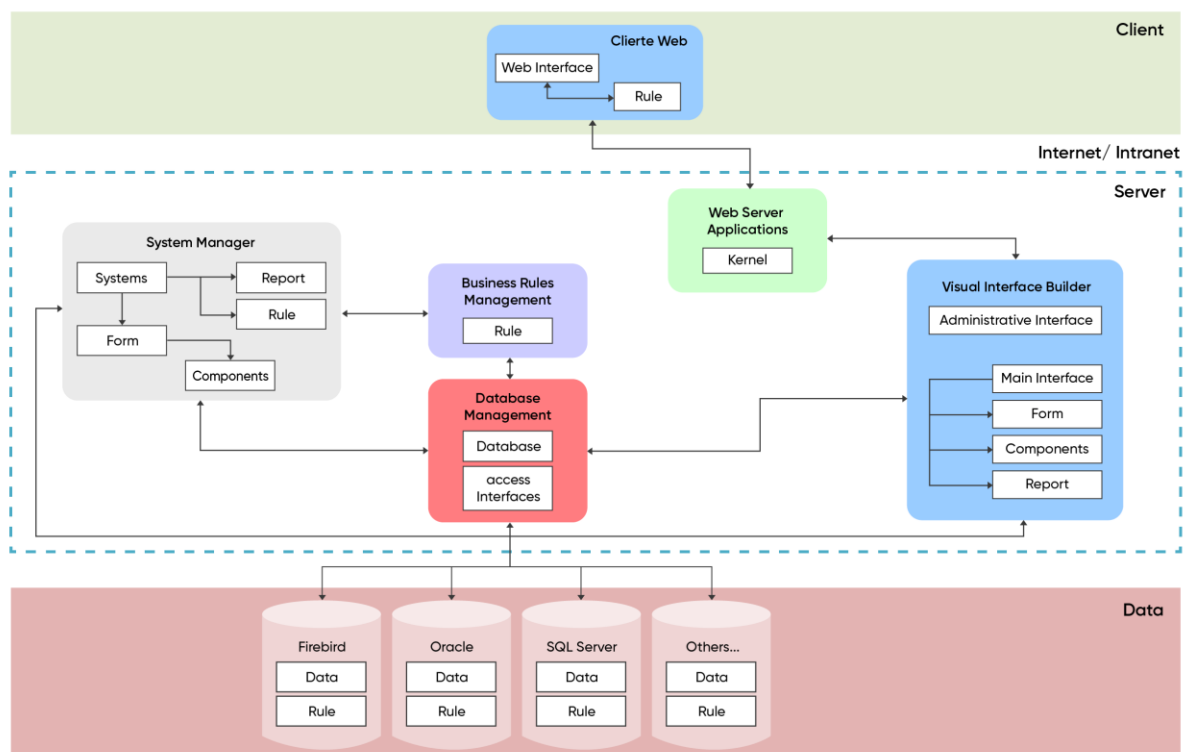 Client
Clierte Web
Web Interface
Rule
Internet/ Intranet
Server
Web Server
Applications
Kernel
System Manager
Systems
Report
Rule
Form
Components
Business Rules
Management
Rule
Database
Management
Database
access
Interfaces
Visual Interface Builder
Administrative Interface
Main Interface
Form
Components
Report
Data
Firebird
Data
Rule
Oracle
Data
Rule
SQL Server
Data
Rule
Others...
Data
Rule